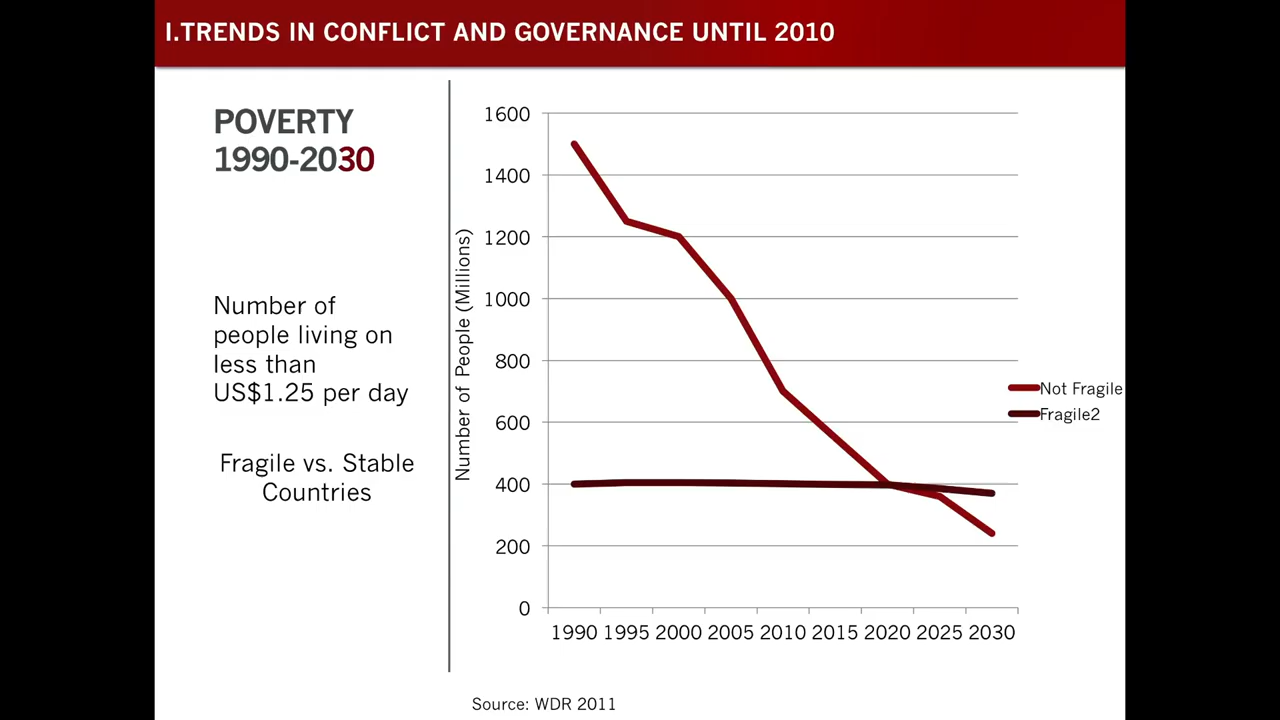 I.TRENDS IN CONFLICT AND GOVERNANCE UNTIL 2010
POVERTY
1990-2030
Number of
people living on
less than
US$1.25 per day
Fragile vs. Stable
Countries
Number of People (Millions)
1600
1400
1200
1000
800
600
400
200
0
1990 1995 2000 2005 2010 2015 2020 2025 2030
Not Fragile
Fragile2
Source: WDR 2011